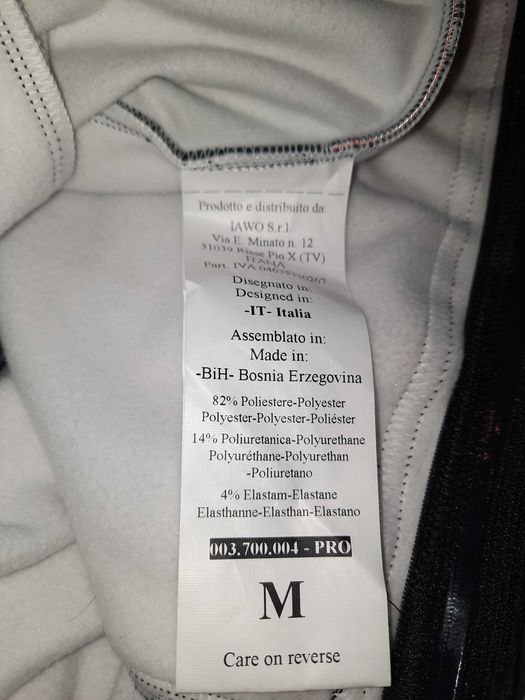 Prodotto e distribuito da:
IAWO S.r.l.
Via E. Minato n. 12
31039 Riese Pio X (TV)
ITALIA
Part. IVA
Disegnato in:
Designed in:
-IT- Italia
Assemblato in:
Made in:
-BiH- Bosnia Erzegovina
82% Poliestere-Polyester
Polyester-Polyester-Poliéster
14% Poliuretanica-Polyurethane
Polyuréthane-Polyurethan
-Poliuretano
4% Elastam-Elastane
Elasthanne-Elasthan-Elastano
003.700.004 - PRO
M
Care on reverse